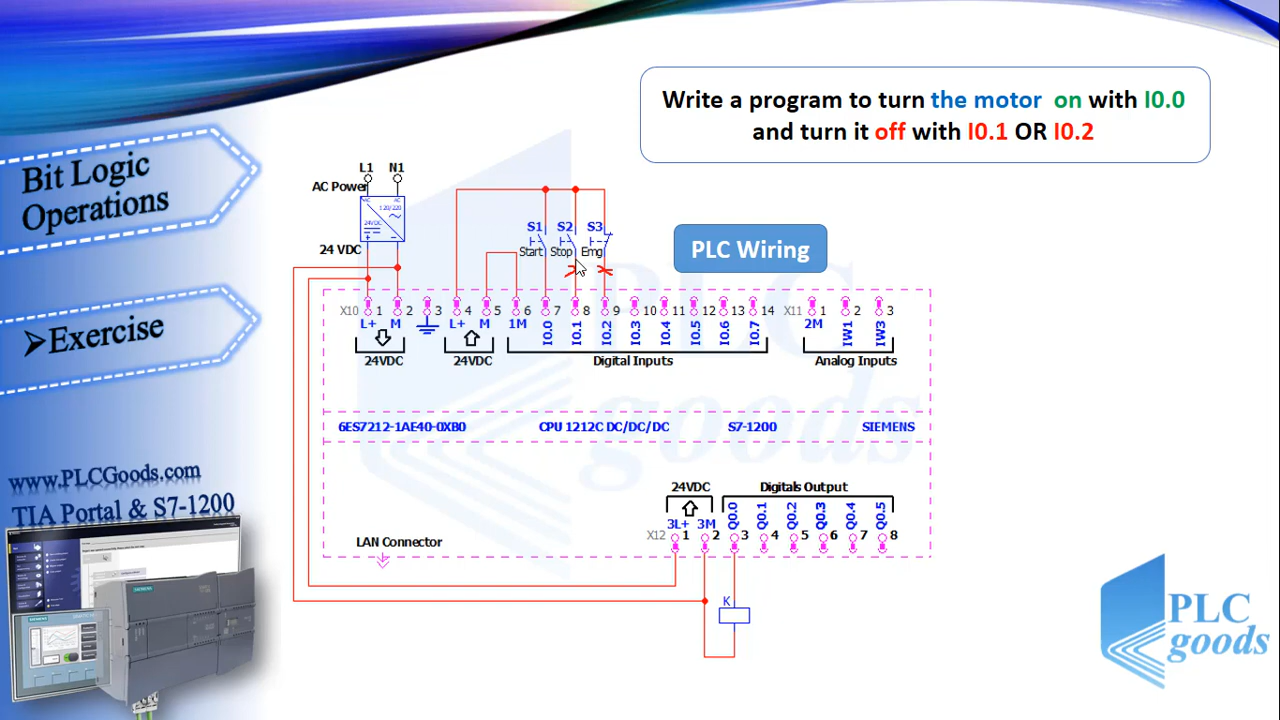 Write a program to turn the motor on with I0.0
and turn it off with I0.1 OR I0.2
Bit Logic
Operations
➢Exercise
www.PLCGoods.com
TIA Portal & S7-1200
PLC Wiring
L1 N1
AC Power
120/220
24VDC
24 VDC
S1 S2 S3
Start Stop Emg
X10 1 2 3 4 5 6 7 8 9 10 11 12 13 14 X11 1 2 3
L+ M L+ M 1M I0.0 I0.1 I0.2 I0.3 I0.4 I0.5 I0.6 I0.7 2M IW1 IW3
24VDC 24VDC Digital Inputs Analog Inputs
6ES7212-1AE40-0XB0 CPU 1212C DC/DC/DC S7-1200 SIEMENS
24VDC Digitals Output
3L+ 3M Q0.0 Q0.1 Q0.2 Q0.3 Q0.4 Q0.5
X12 1 2 3 4 5 6 7 8
LAN Connector
K
PLC
goods
PLC
goods